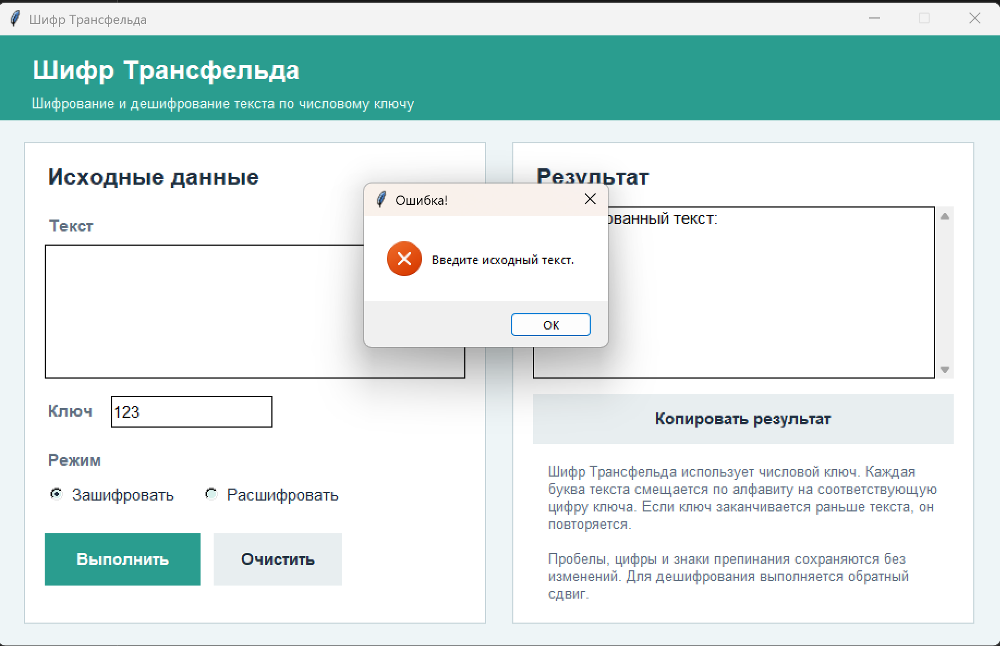 Шифр Трансфельда
Шифр Трансфельда
Шифрование и дешифрование текста по числовому ключу
Исходные данные
Текст
Ключ 123
Режим
Зашифровать Расшифровать
Выполнить Очистить
Ошибка!
Введите исходный текст.
ОК
Результат
текст:
Копировать результат
Шифр Трансфельда использует числовой ключ. Каждая
буква текста смещается по алфавиту на соответствующую
цифру ключа. Если ключ заканчивается раньше текста, он
повторяется.
Пробелы, цифры и знаки препинания сохраняются без
изменений. Для дешифрования выполняется обратный
сдвиг.